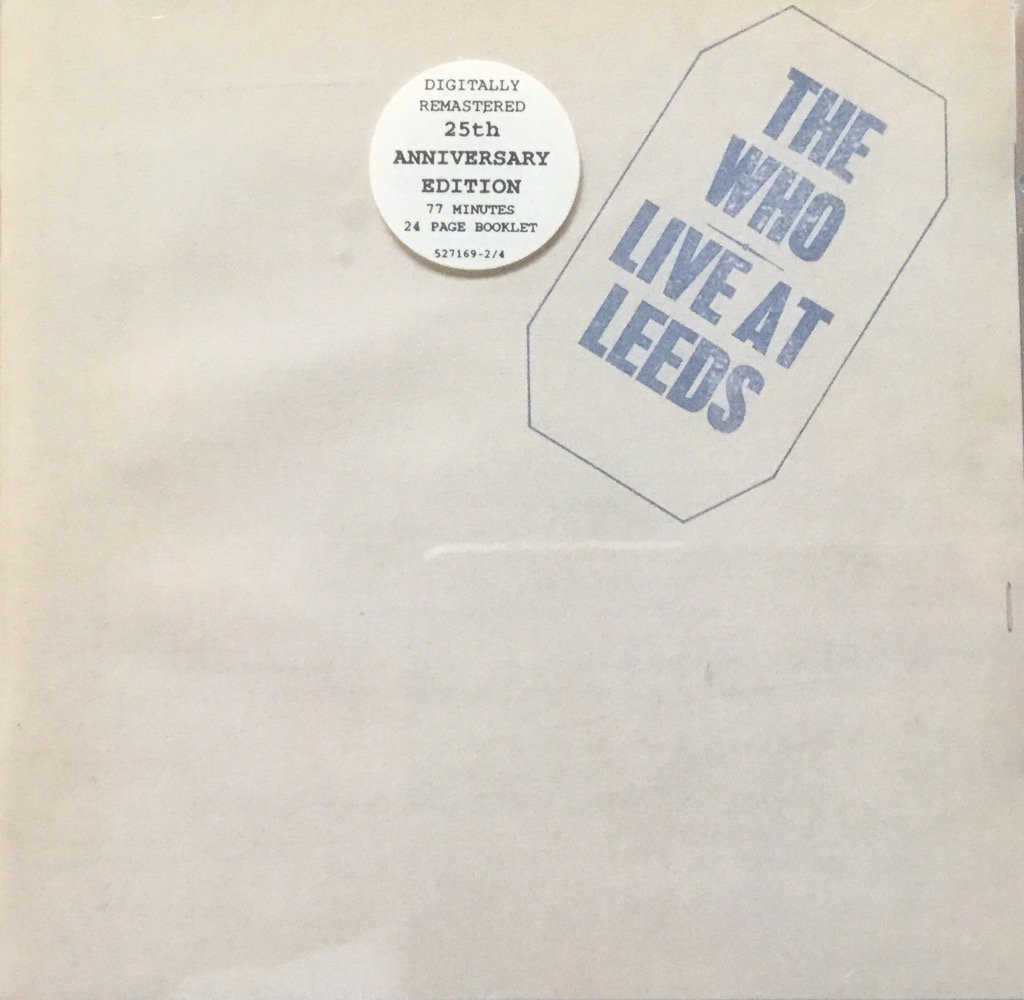 DIGITALLY
REMASTERED
25th
ANNIVERSARY
EDITION
77 MINUTES
24 PAGE BOOKLET
527169-2/4
THE
WHO
LIVE AT
LEEDS